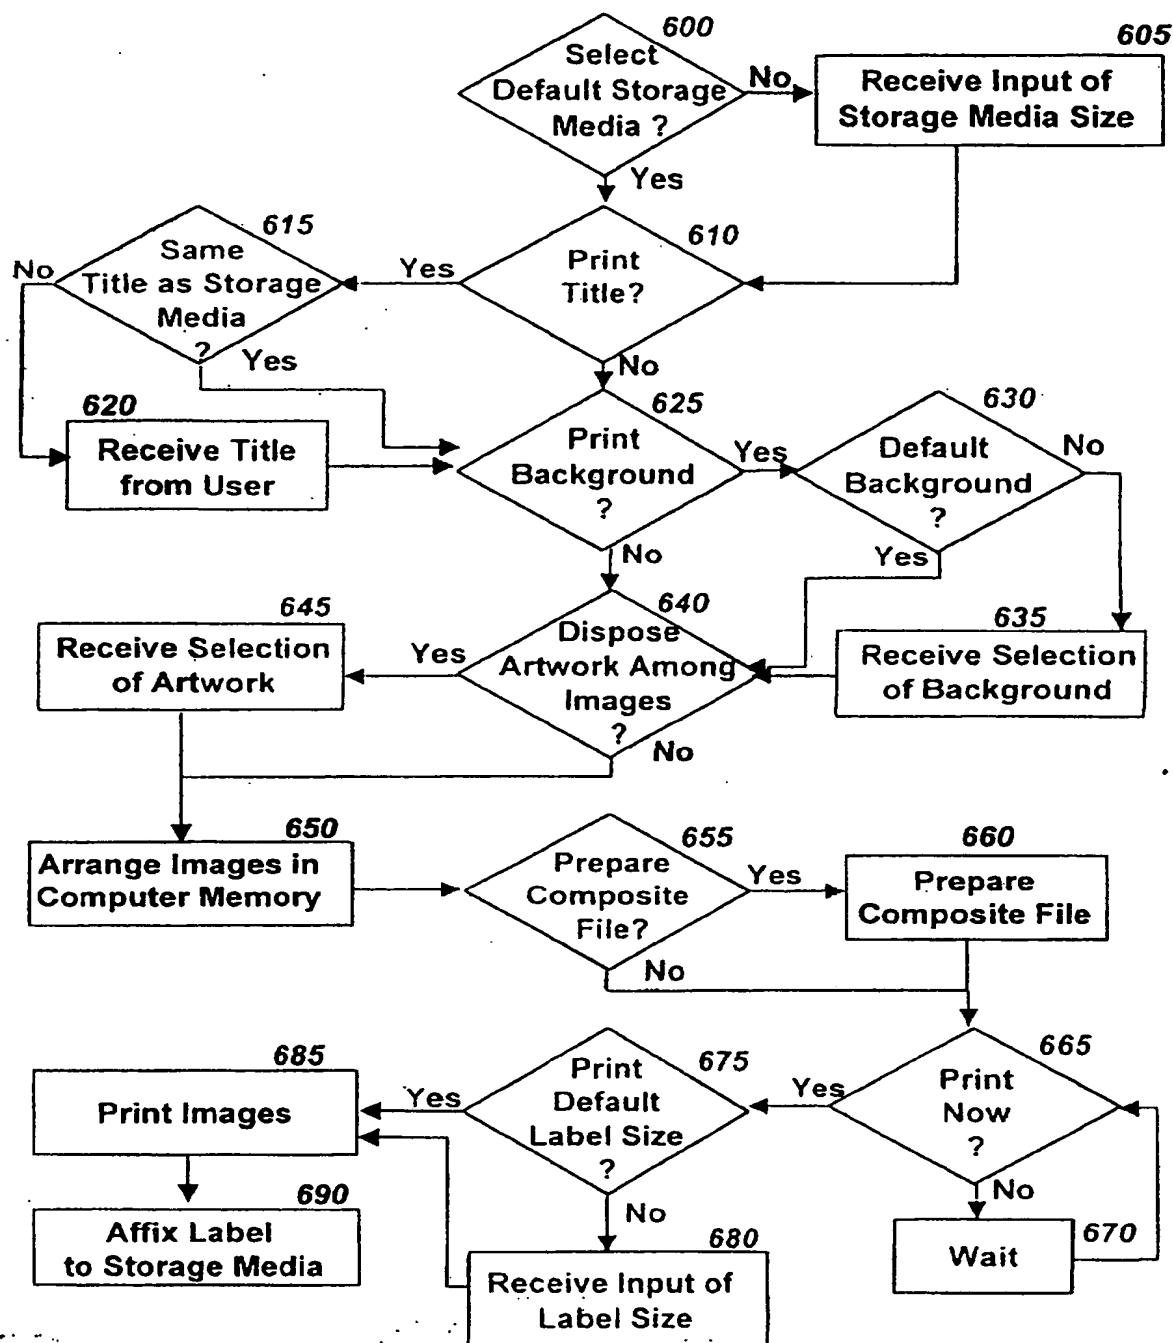 600
Select
Default Storage
Media ?
No
Yes
605
Receive Input of
Storage Media Size
610
Print
Title?
Yes
No
615
Same
Title as Storage
Media
?
No
Yes
620
Receive Title
from User
625
Print
Background
?
Yes
No
630
Default
Background
?
No
Yes
635
Receive Selection
of Background
640
Dispose
Artwork Among
Images
?
Yes
No
645
Receive Selection
of Artwork
650
Arrange Images in
Computer Memory
655
Prepare
Composite
File?
Yes
No
660
Prepare
Composite File
665
Print
Now
?
Yes
No
670
Wait
675
Print
Default
Label Size
?
Yes
No
680
Receive Input of
Label Size
685
Print Images
690
Affix Label
to Storage Media